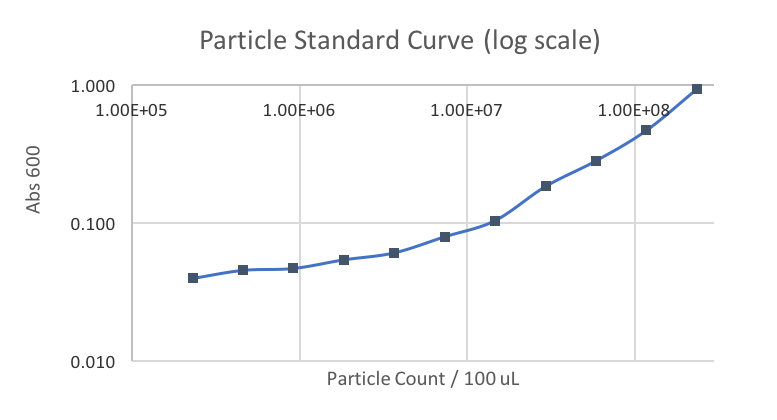 Particle Standard Curve (log scale)
1.000
1.00E+05 1.00E+06 1.00E+07 1.00E+08
Abs 600
0.100
0.010
Particle Count / 100 uL